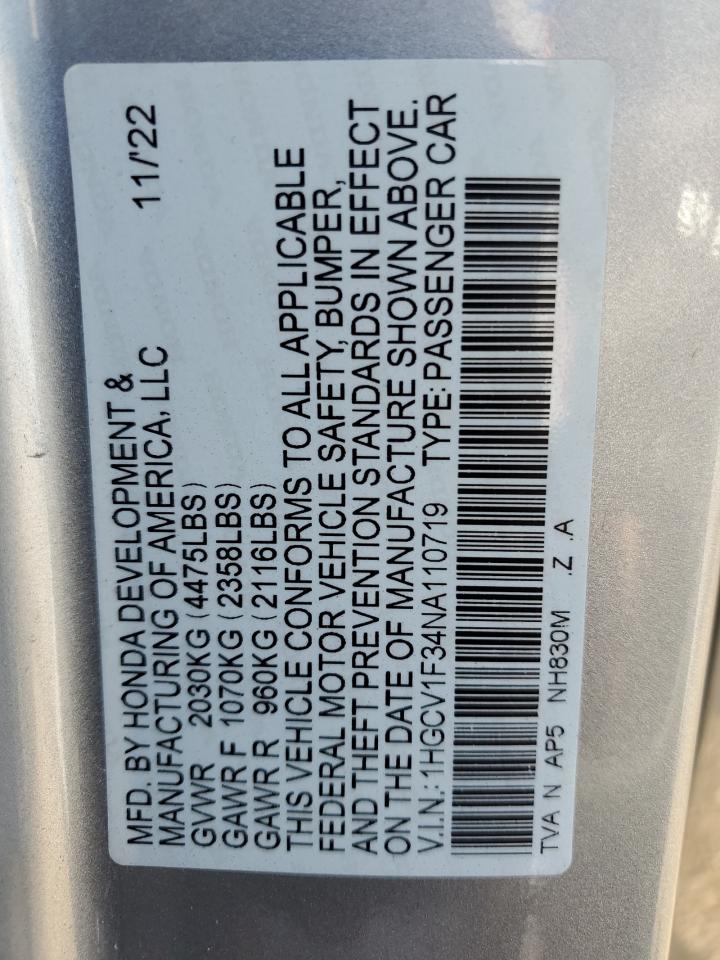 MFD. BY HONDA DEVELOPMENT & 11/'22
MANUFACTURING OF AMERICA, LLC
GVWR 2030KG (4475LBS)
GAWR F 1070KG (2358LBS)
GAWR R 960KG (2116LBS)
THIS VEHICLE CONFORMS TO ALL APPLICABLE
FEDERAL MOTOR VEHICLE SAFETY, BUMPER,
AND THEFT PREVENTION STANDARDS IN EFFECT
ON THE DATE OF MANUFACTURE SHOWN ABOVE.
V.I.N.: 1HGCV1F34NA110719 TYPE: PASSENGER CAR
TVA N AP5 NH830M .Z .A